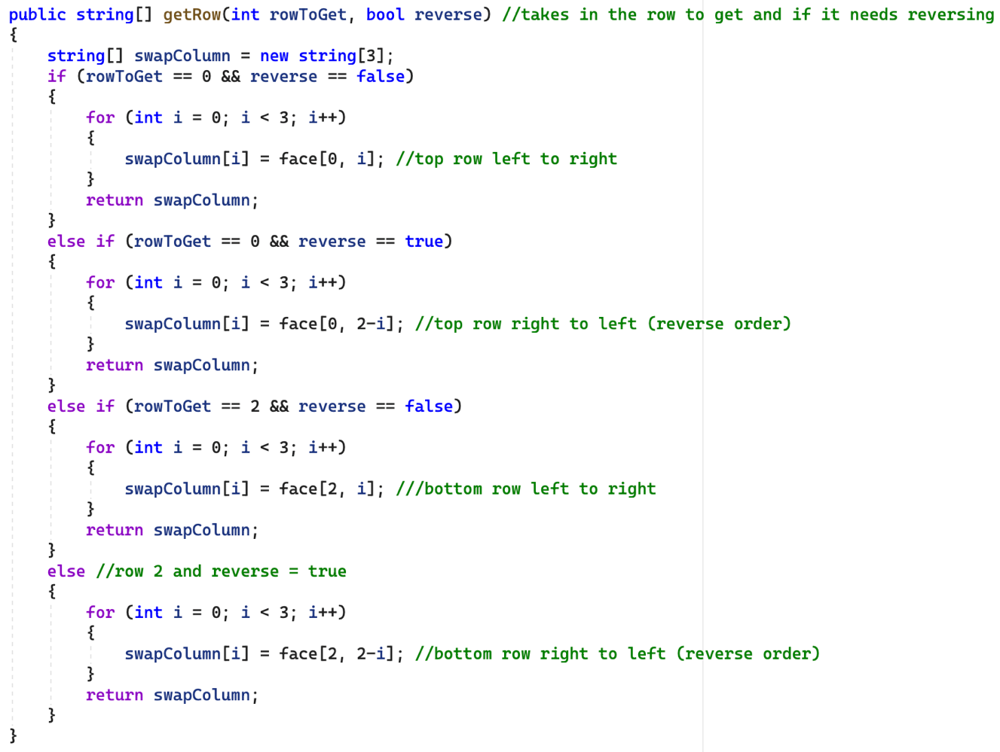 public string[] getRow(int rowToGet, bool reverse) //takes in the row to get and if it needs reversing
{
    string[] swapColumn = new string[3];
    if (rowToGet == 0 && reverse == false)
    {
        for (int i = 0; i < 3; i++)
        {
            swapColumn[i] = face[0, i]; //top row left to right
        }
        return swapColumn;
    }
    else if (rowToGet == 0 && reverse == true)
    {
        for (int i = 0; i < 3; i++)
        {
            swapColumn[i] = face[0, 2-i]; //top row right to left (reverse order)
        }
        return swapColumn;
    }
    else if (rowToGet == 2 && reverse == false)
    {
        for (int i = 0; i < 3; i++)
        {
            swapColumn[i] = face[2, i]; ///bottom row left to right
        }
        return swapColumn;
    }
    else //row 2 and reverse = true
    {
        for (int i = 0; i < 3; i++)
        {
            swapColumn[i] = face[2, 2-i]; //bottom row right to left (reverse order)
        }
        return swapColumn;
    }
}